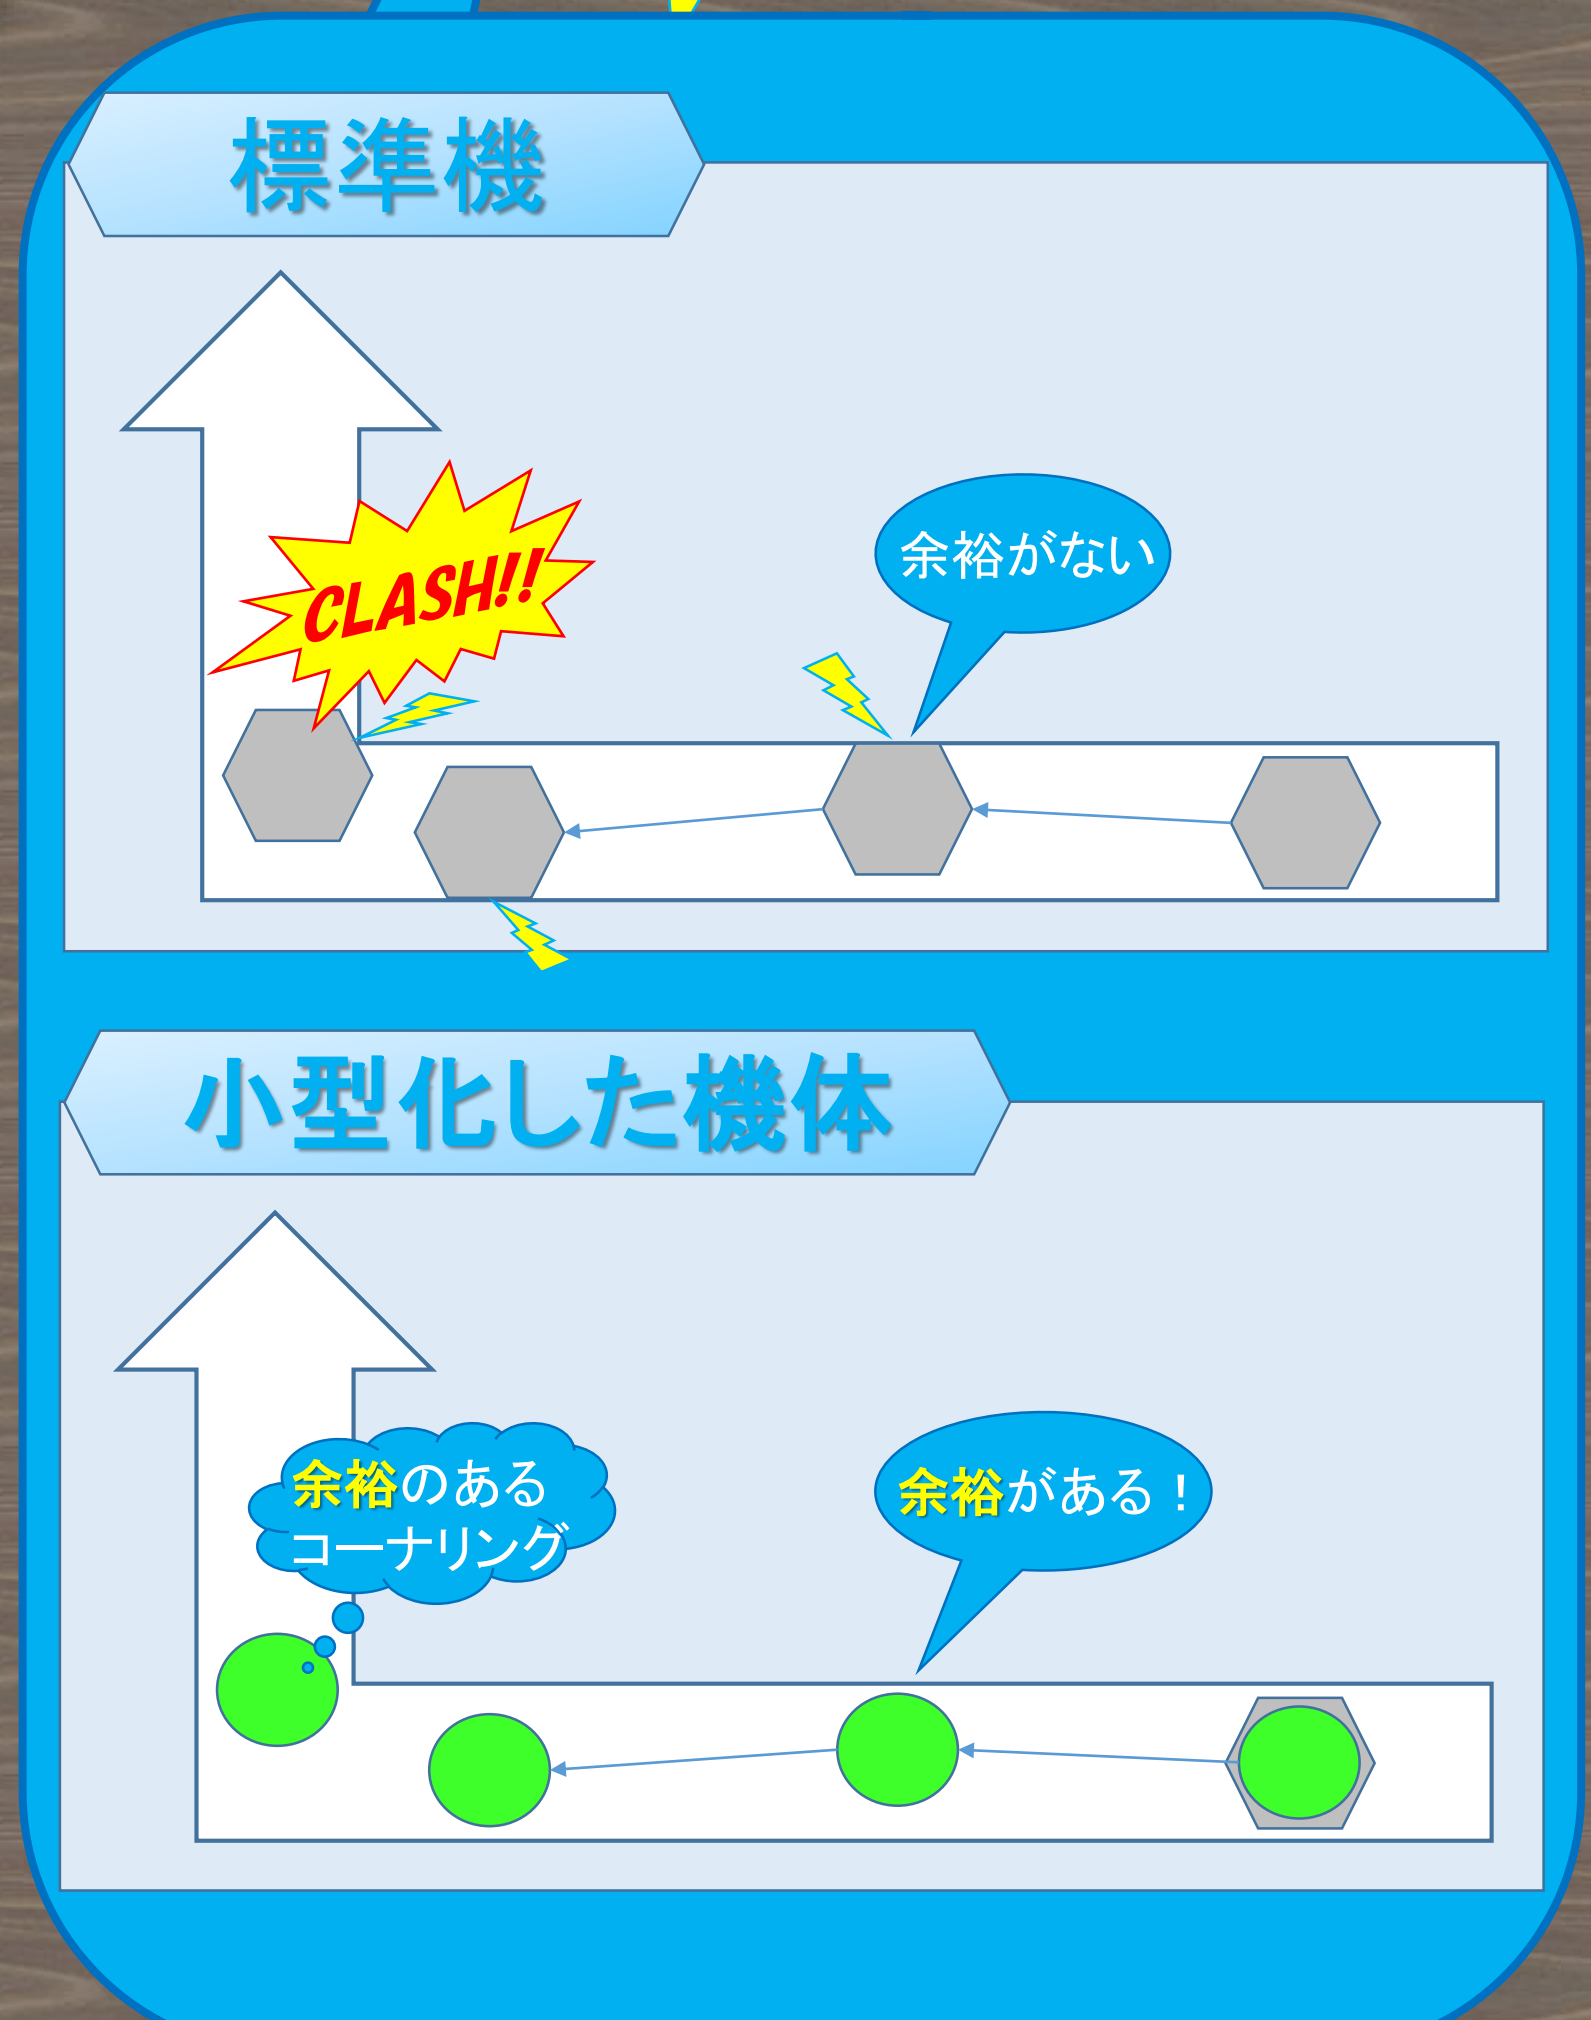 標準機
CLASH!!
余裕がない
小型化した機体
余裕のある
コーナリング
余裕がある！